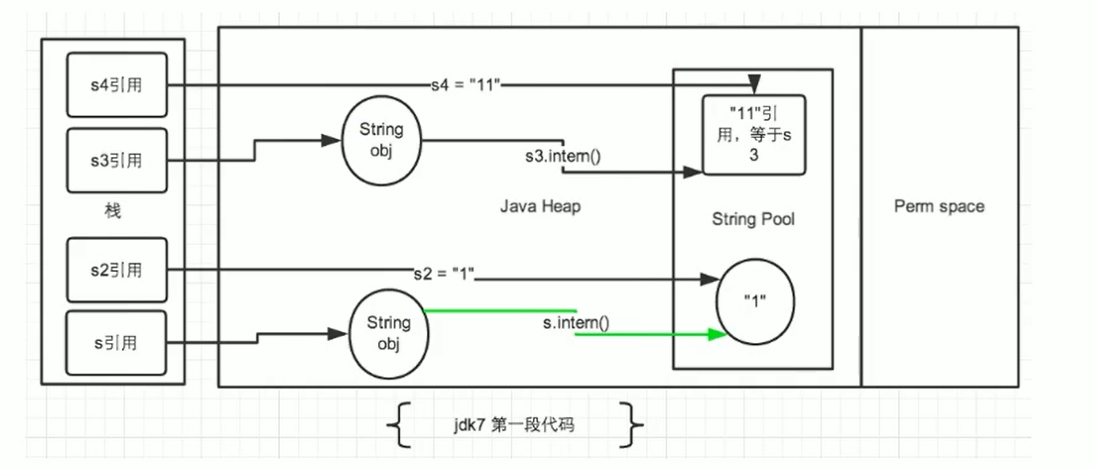 s4引用
s4 = "11"
"11"引
用，等于s
3
String
obj
s3引用
s3.intern()
栈
Java Heap
String Pool
Perm space
s2引用
s2 = "1"
"1"
String
obj
s.intern()
s引用
jdk7 第一段代码